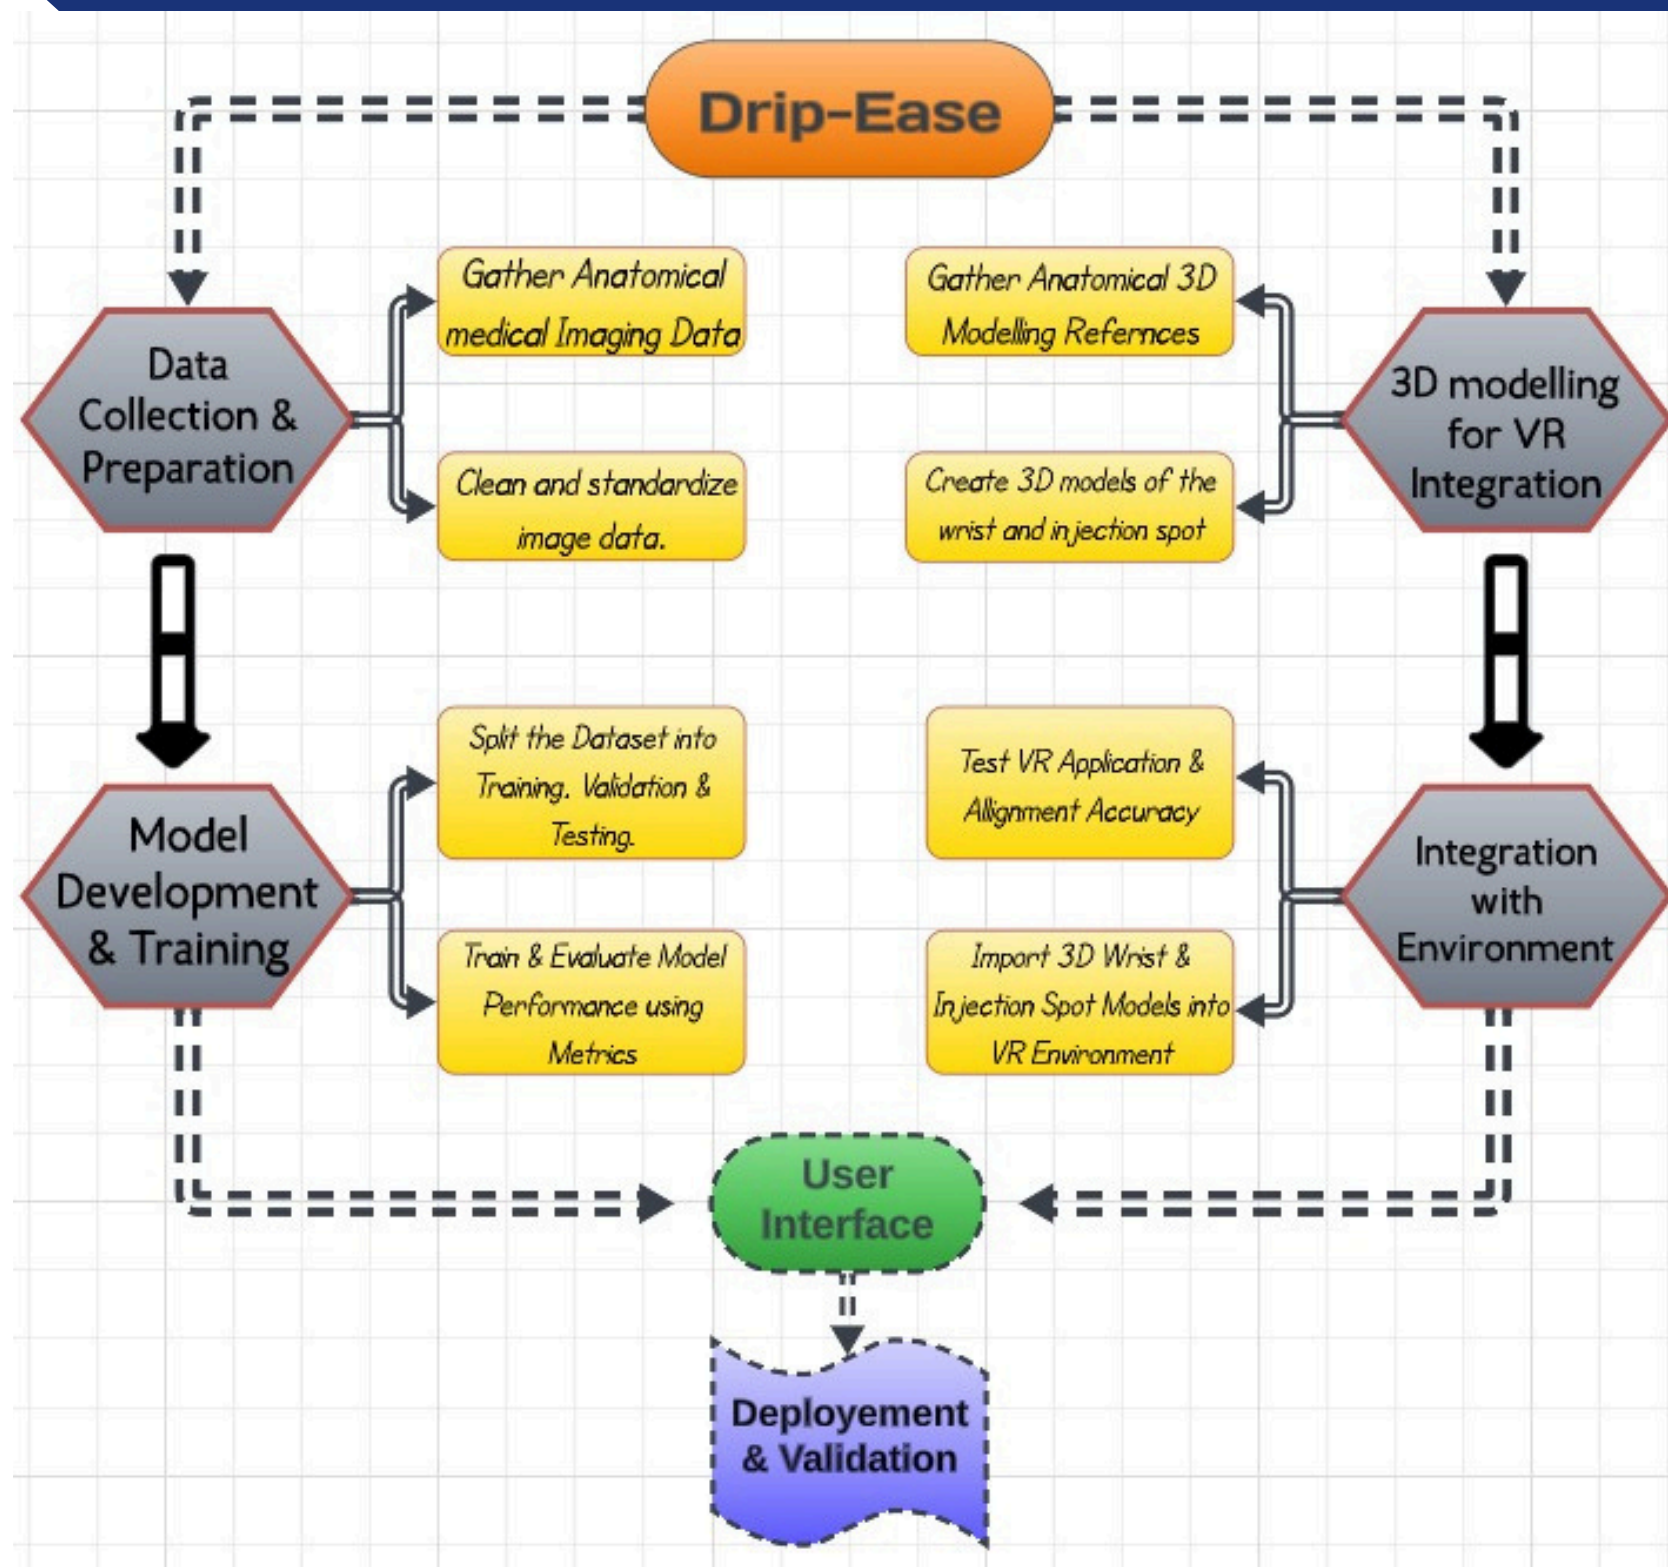 Drip-Ease
Data
Collection &
Preparation
Gather Anatomical
medical Imaging Data
Clean and standardize
image data.
Gather Anatomical 3D
Modelling Refernces
Create 3D models of the
wrist and injection spot
3D modelling
for VR
Integration
Model
Development
& Training
Split the Dataset into
Training. Validation &
Testing.
Train & Evaluate Model
Performance using
Metrics
Test VR Application &
Allignment Accuracy
Import 3D Wrist &
Injection Spot Models into
VR Environment
Integration
with
Environment
User
Interface
Deployement
& Validation